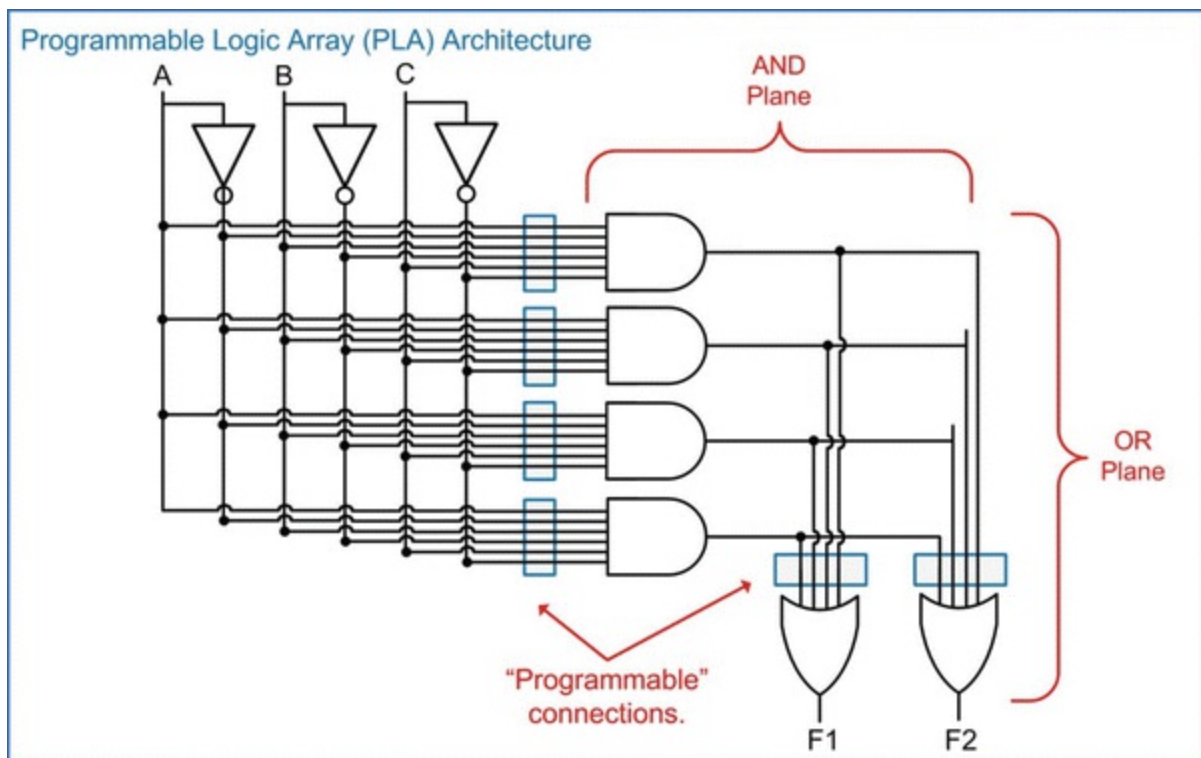 Programmable Logic Array (PLA) Architecture
A B C
AND
Plane
OR
Plane
“Programmable”
connections.
F1 F2